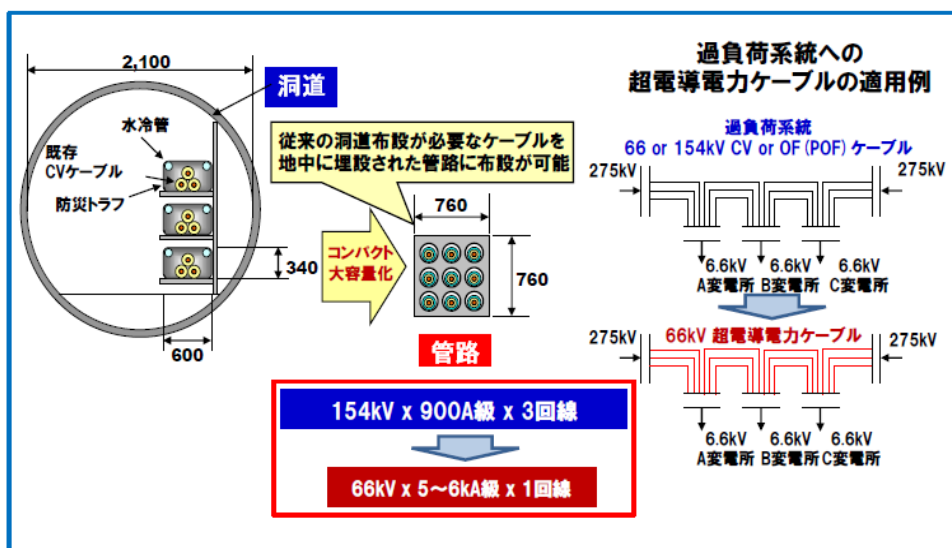 2,100
洞道
水冷管
既存
CVケーブル
防災トラフ
340
600
従来の洞道布設が必要なケーブルを
地中に埋設された管路に布設が可能
コンパクト
大容量化
760
760
管路
154kV x 900A級 x 3回線
66kV x 5～6kA級 x 1回線
過負荷系統への
超電導電力ケーブルの適用例
過負荷系統
66 or 154kV CV or OF(POF) ケーブル
275kV
275kV
6.6kV 6.6kV 6.6kV
A変電所 B変電所 C変電所
66kV 超電導電力ケーブル
275kV
275kV
6.6kV 6.6kV 6.6kV
A変電所 B変電所 C変電所